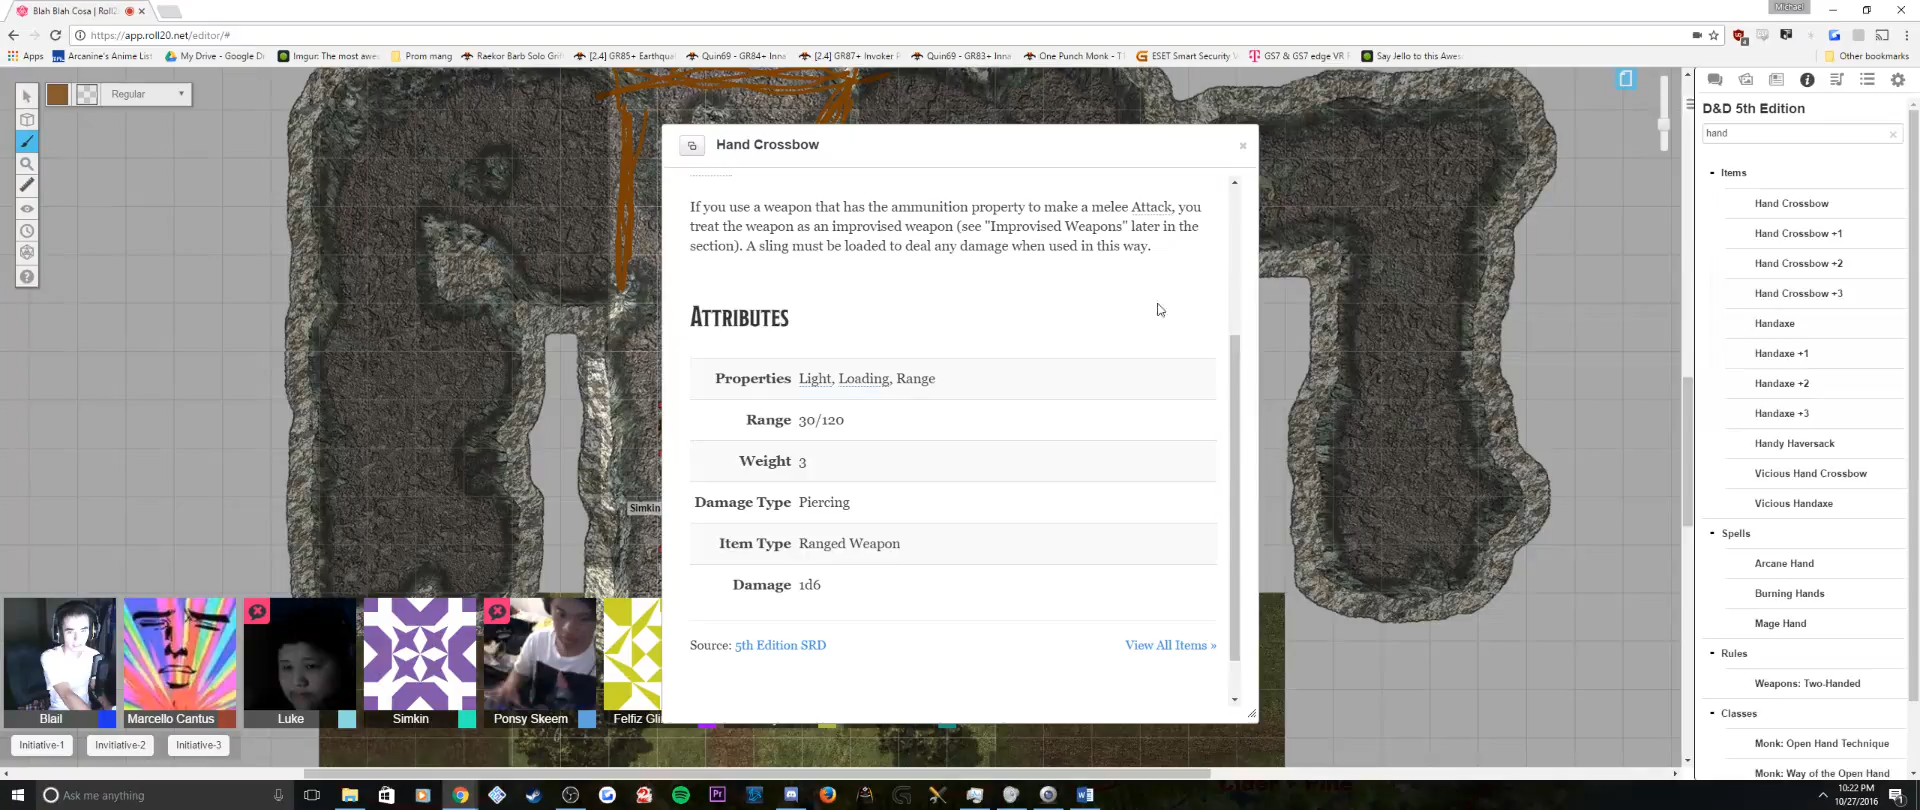 Blah Blah Cosa | Roll2
Michael
https://app.roll20.net/editor/#
Apps
Arcanine's Anime List
My Drive - Google Dr
Imgur: The most awes
Prom mang
Raekor Barb Solo Grift
[2.4] GR85+ Earthqual
Quin69 - GR84+ Inna
[2.4] GR87+ Invoker P
Quin69 - GR83+ Inna
One Punch Monk - T1
ESET Smart Security V
GS7 & GS7 edge VR F
Say Jello to this Awes
Other bookmarks
Regular
Hand Crossbow
If you use a weapon that has the ammunition property to make a melee Attack, you
treat the weapon as an improvised weapon (see "Improvised Weapons" later in the
section). A sling must be loaded to deal any damage when used in this way.
ATTRIBUTES
Properties Light, Loading, Range
Range 30/120
Weight 3
Damage Type Piercing
Item Type Ranged Weapon
Damage 1d6
Source: 5th Edition SRD
View All Items »
D&D 5th Edition
hand
Items
Hand Crossbow
Hand Crossbow +1
Hand Crossbow +2
Hand Crossbow +3
Handaxe
Handaxe +1
Handaxe +2
Handaxe +3
Handy Haversack
Vicious Hand Crossbow
Vicious Handaxe
Spells
Arcane Hand
Burning Hands
Mage Hand
Rules
Weapons: Two-Handed
Classes
Monk: Open Hand Technique
Monk: Way of the Open Hand
Simkin
Blail
Marcello Cantus
Luke
Simkin
Ponsy Skeem
Felfiz Gli
Initiative-1
Invitiative-2
Initiative-3
Ask me anything
10:22 PM
10/27/2016